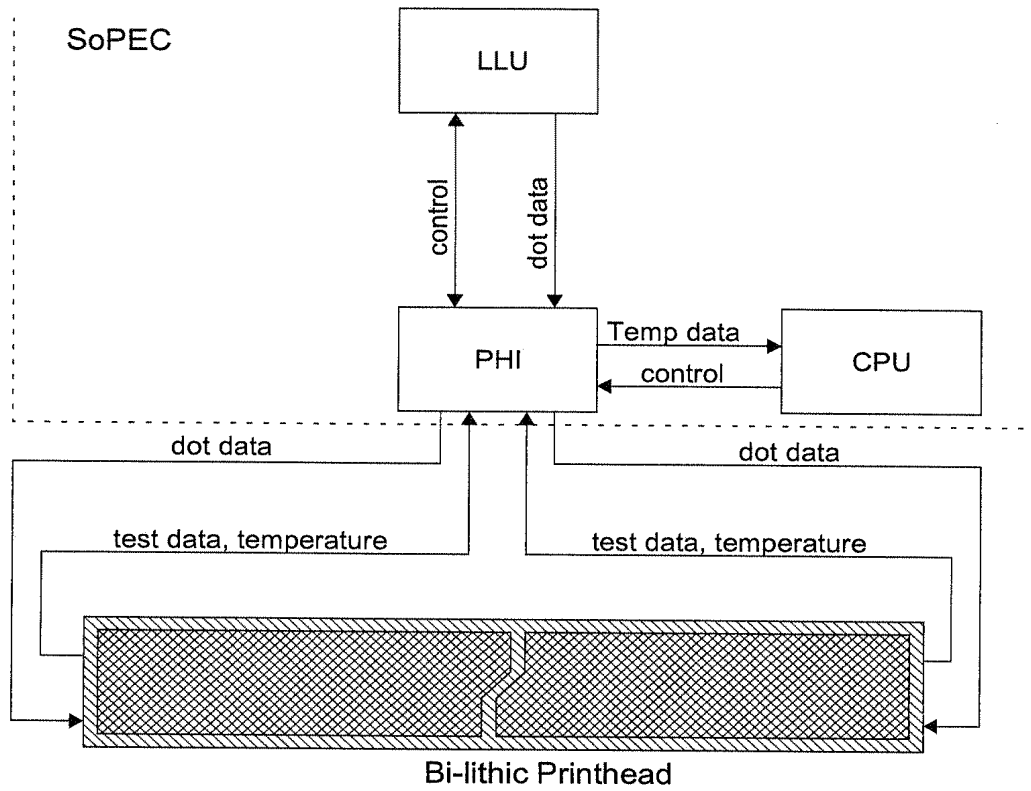 SoPEC
LLU
control
dot data
PHI
Temp data
control
CPU
dot data
dot data
test data, temperature
test data, temperature
Bi-lithic Printhead